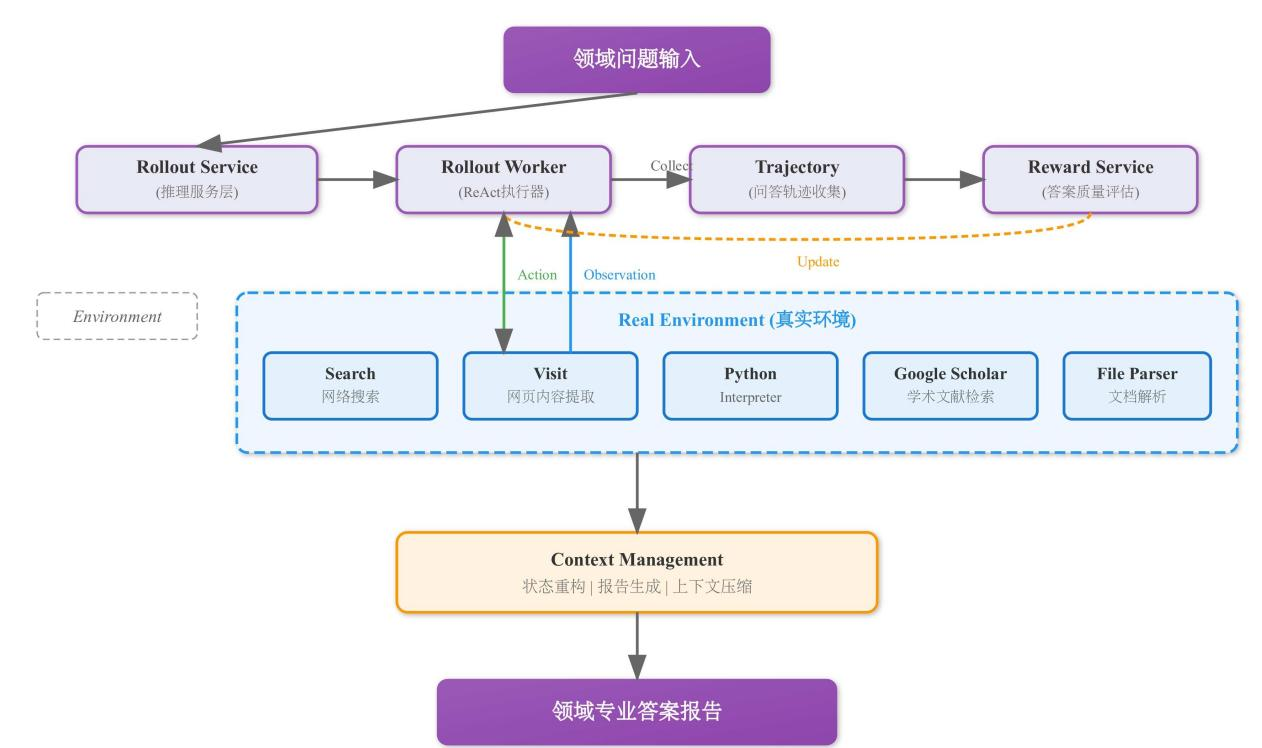 领域问题输入
Rollout Service
(推理服务层)
Rollout Worker
(ReAct执行器)
Collect
Trajectory
(问答轨迹收集)
Reward Service
(答案质量评估)
Update
Action
Observation
Environment
Real Environment (真实环境)
Search
网络搜索
Visit
网页内容提取
Python
Interpreter
Google Scholar
学术文献检索
File Parser
文档解析
Context Management
状态重构 | 报告生成 | 上下文压缩
领域专业答案报告